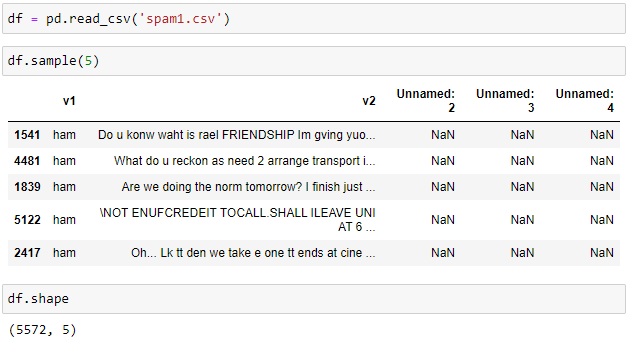 df = pd.read_csv('spam1.csv')
df.sample(5)
v1 v2 Unnamed: 2 Unnamed: 3 Unnamed: 4
1541 ham Do u konw waht is rael FRIENDSHIP Im gving yuo... NaN NaN NaN
4481 ham What do u reckon as need 2 arrange transport i... NaN NaN NaN
1839 ham Are we doing the norm tomorrow? I finish just ... NaN NaN NaN
5122 ham \NOT ENUFCREDEIT TOCALL.SHALL ILEAVE UNI AT 6 ... NaN NaN NaN
2417 ham Oh... Lk tt den we take e one tt ends at cine ... NaN NaN NaN
df.shape
(5572, 5)